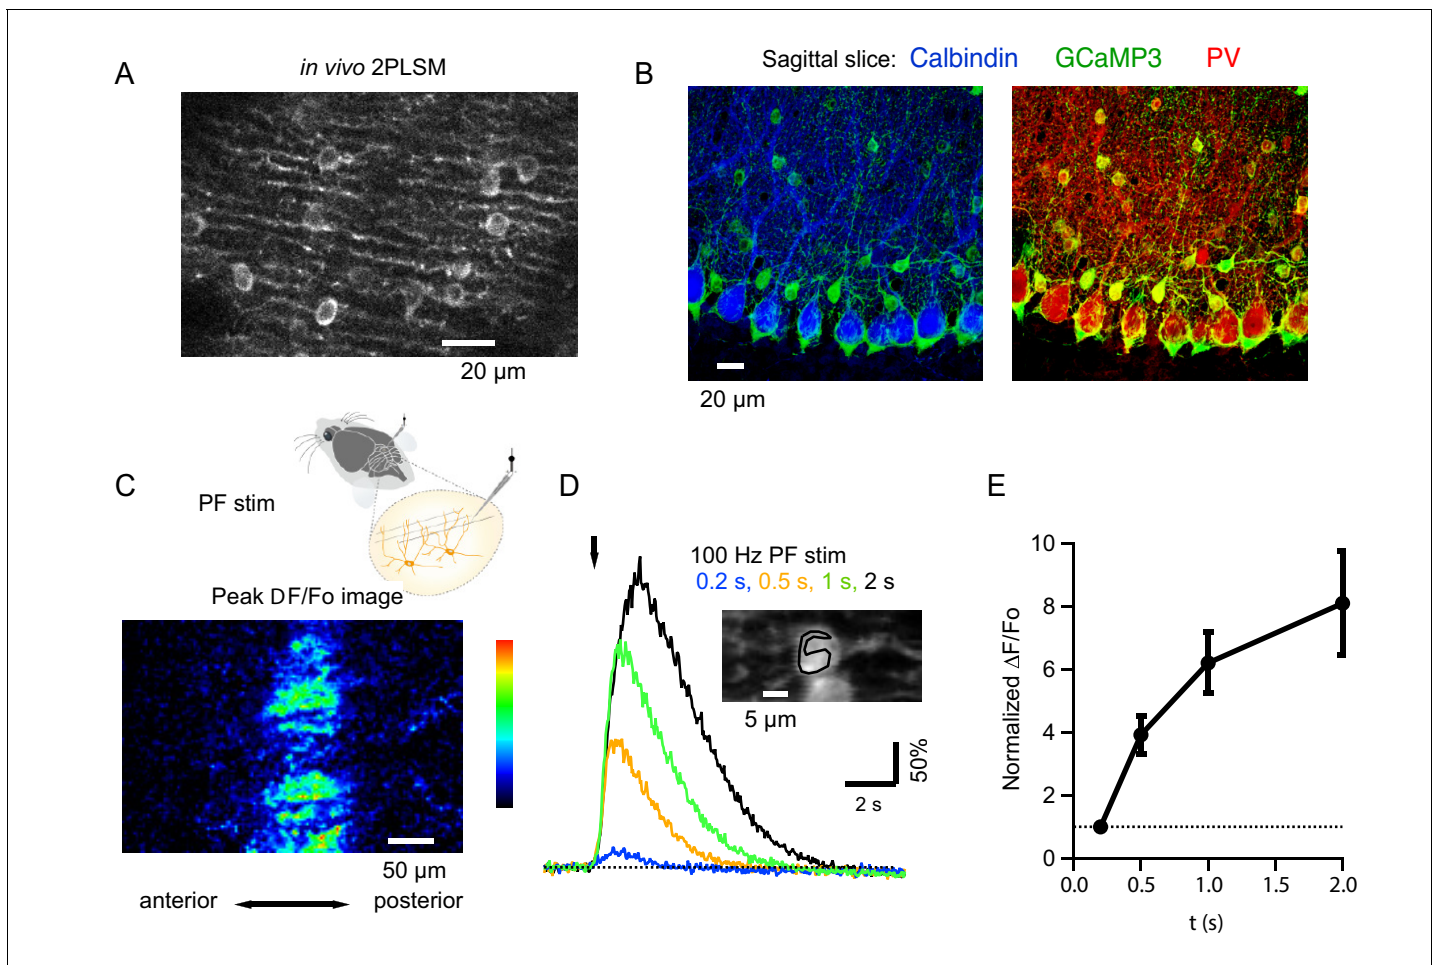 A
in vivo 2PLSM
20 µm
B
Sagittal slice: Calbindin GCaMP3 PV
20 µm
C
PF stim
Peak DF/Fo image
50 µm
anterior posterior
D
100 Hz PF stim
0.2 s, 0.5 s, 1 s, 2 s
5 µm
50%
2 s
E
Normalized ΔF/Fo
10
8
6
4
2
0
0.0 0.5 1.0 1.5 2.0
t (s)